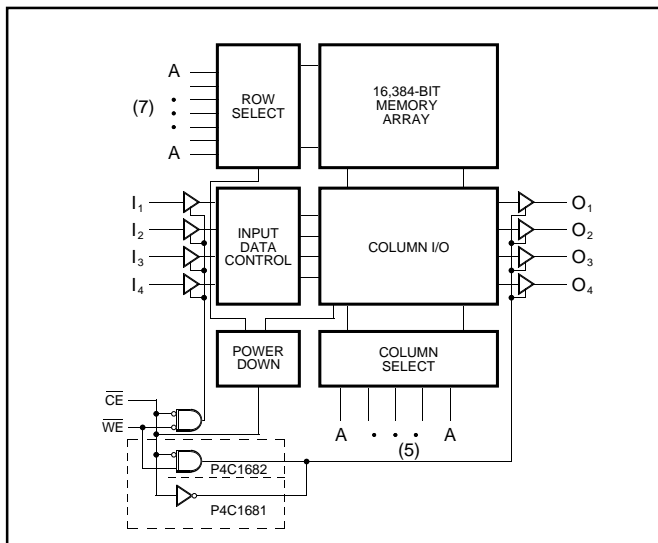 A
(7)
A
ROW
SELECT
16,384-BIT
MEMORY
ARRAY
I1
I2
I3
I4
INPUT
DATA
CONTROL
COLUMN I/O
O1
O2
O3
O4
POWER
DOWN
COLUMN
SELECT
A
A
(5)
CE
WE
P4C1682
P4C1681